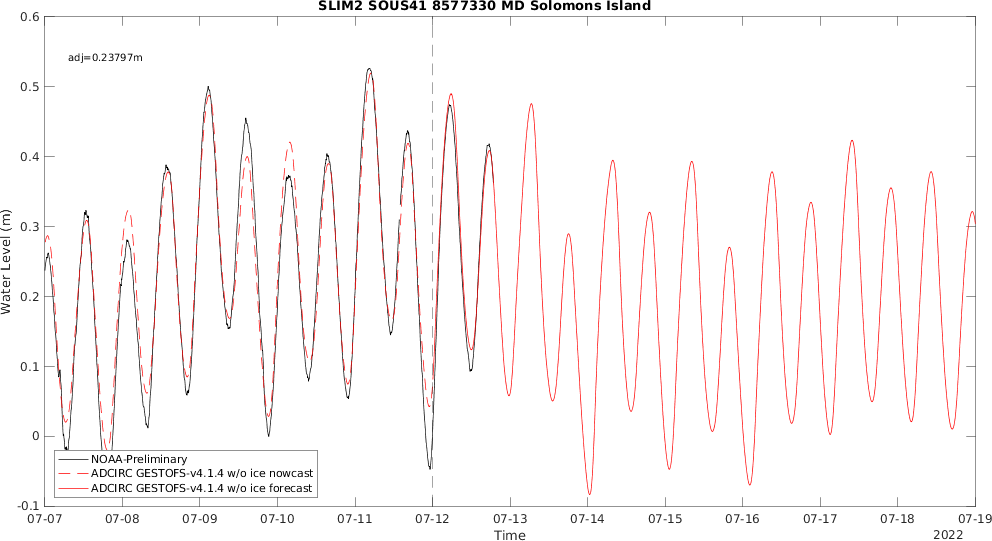 SLIM2 SOUS41 8577330 MD Solomons Island
0.6
adj=0.23797m
0.5
0.4
0.3
0.2
0.1
0
-0.1
Water Level (m)
NOAA-Preliminary
ADCIRC GESTOFS-v4.1.4 w/o ice nowcast
ADCIRC GESTOFS-v4.1.4 w/o ice forecast
07-07 07-08 07-09 07-10 07-11 07-12 07-13 07-14 07-15 07-16 07-17 07-18 07-19
Time
2022